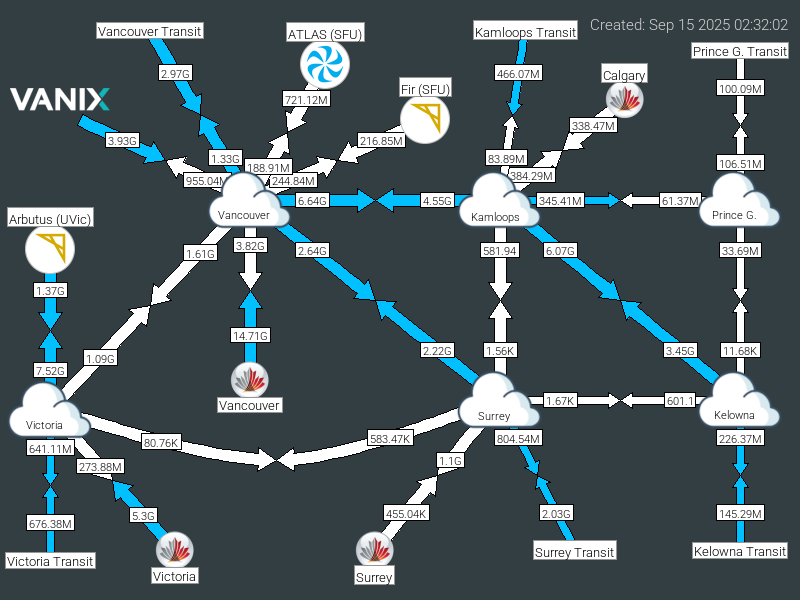 Created: Sep 15 2025 02:32:02
Vancouver Transit
ATLAS (SFU)
Kamloops Transit
Prince G. Transit
2.97G
466.07M
Calgary
Fir (SFU)
100.09M
VANIX
721.12M
338.47M
3.93G
216.85M
1.33G
83.89M
106.51M
188.91M
955.04M
244.84M
384.29M
6.64G
4.55G
345.41M
61.37M
Vancouver
Kamloops
Prince G.
Arbutus (UVic)
1.61G
3.82G
2.64G
581.94
6.07G
33.69M
1.37G
14.71G
1.09G
2.22G
1.56K
3.45G
11.68K
7.52G
Vancouver
1.67K
601.1
Victoria
Surrey
Kelowna
80.76K
583.47K
804.54M
226.37M
641.11M
273.88M
1.1G
5.3G
455.04K
2.03G
145.29M
676.38M
Victoria Transit
Victoria
Surrey
Surrey Transit
Kelowna Transit